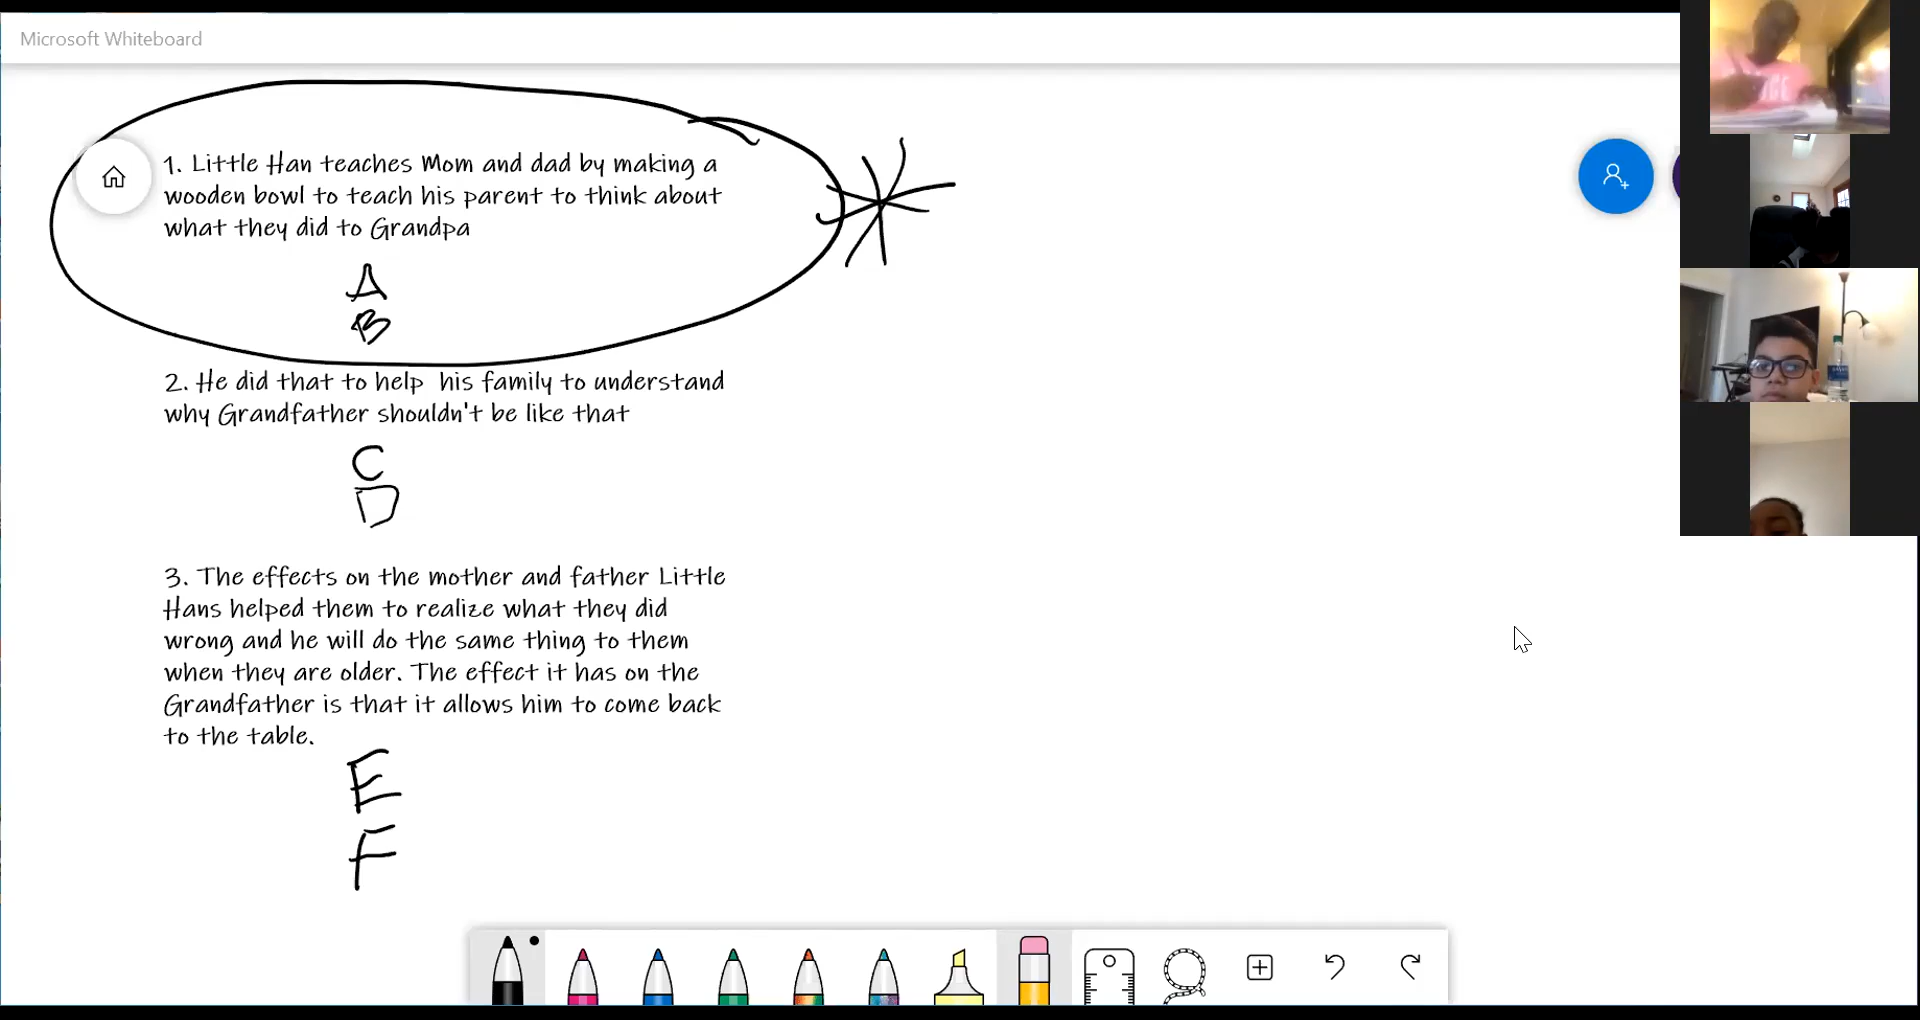 Microsoft Whiteboard
1. Little Han teaches Mom and dad by making a
wooden bowl to teach his parent to think about
what they did to Grandpa
A
B
2. He did that to help his family to understand
why Grandfather shouldn't be like that
C
D
3. The effects on the mother and father Little
Hans helped them to realize what they did
wrong and he will do the same thing to them
when they are older. The effect it has on the
Grandfather is that it allows him to come back
to the table.
E
F